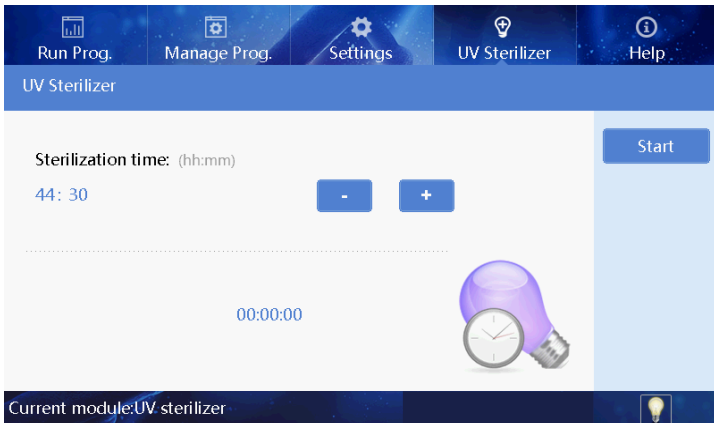 Run Prog. Manage Prog. Settings UV Sterilizer Help
UV Sterilizer
Sterilization time: (hh:mm)
Start
44: 30
- +
00:00:00
Current module:UV sterilizer